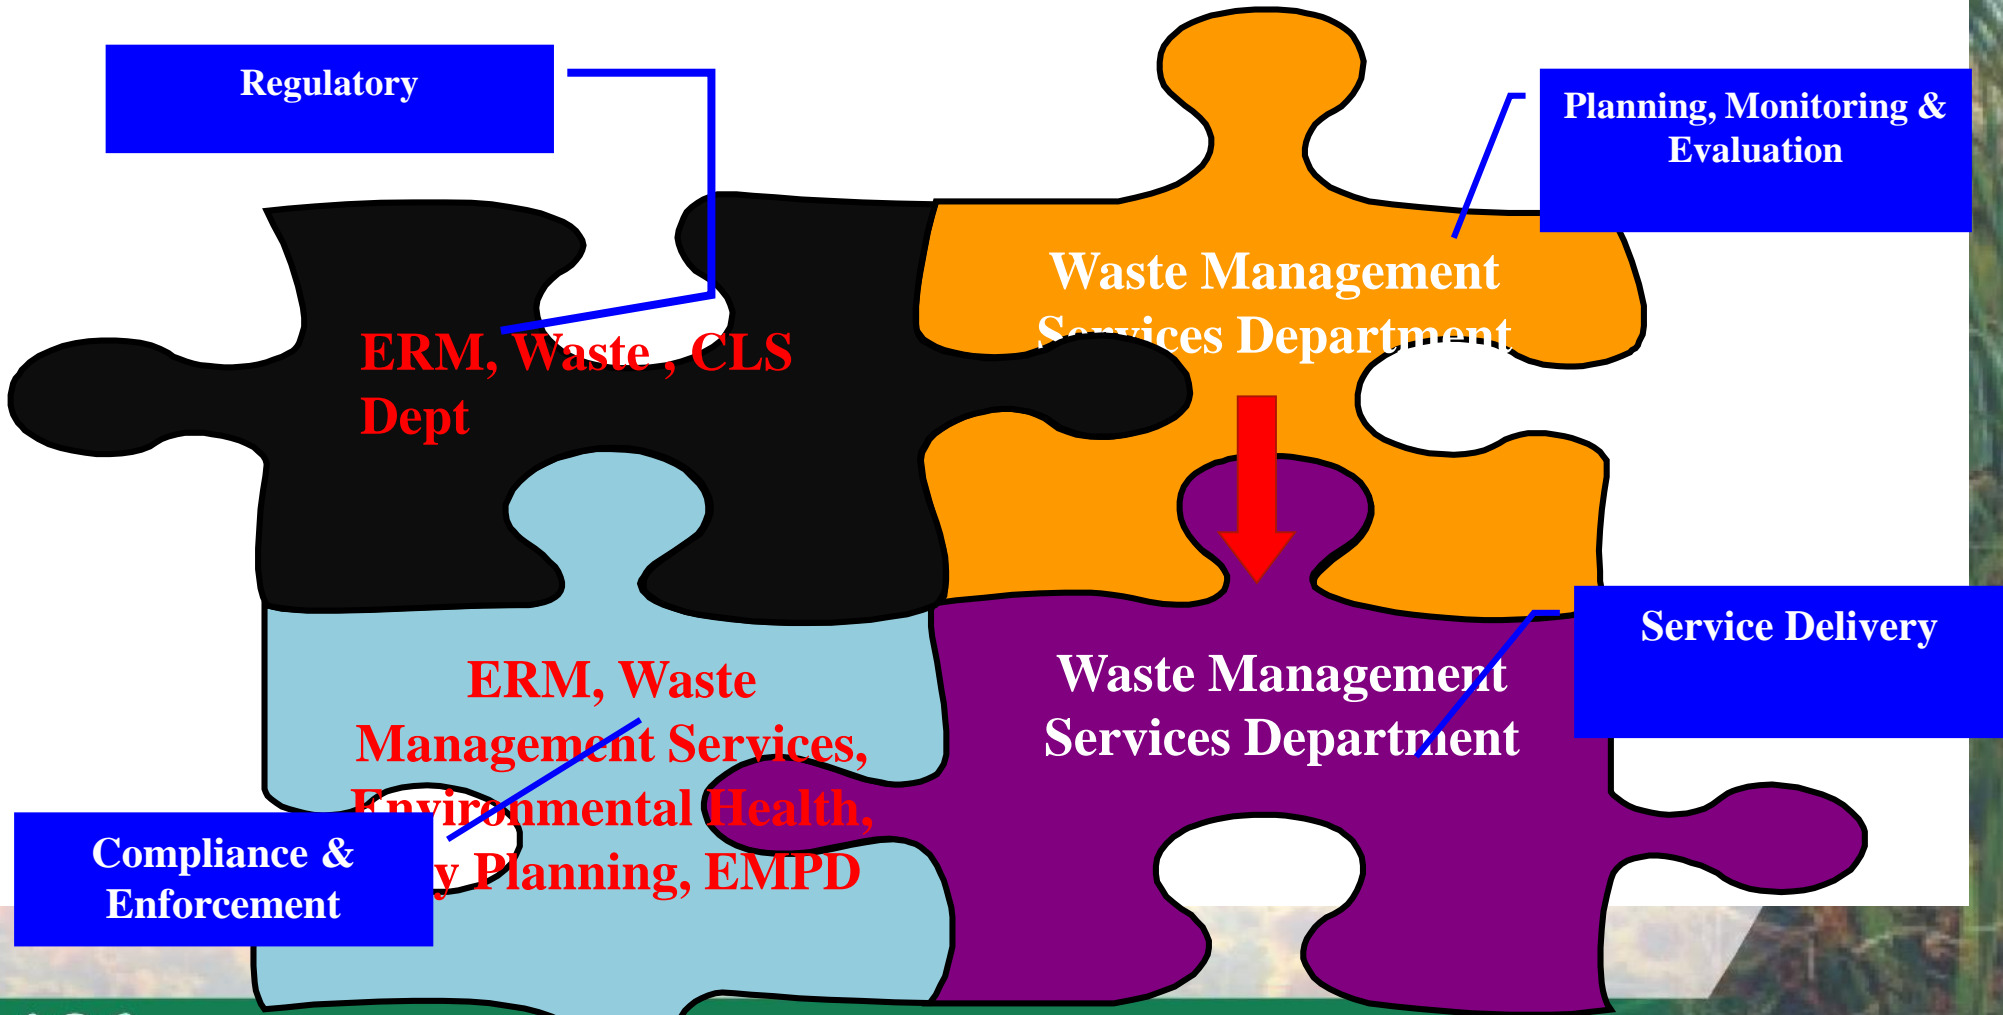 Regulatory
Planning, Monitoring &
Evaluation
Waste Management
Services Department
ERM, Waste , CLS
Dept
ERM, Waste
Management Services,
Environmental Health,
Planning, EMPD
Waste Management
Services Department
Service Delivery
Compliance &
Enforcement